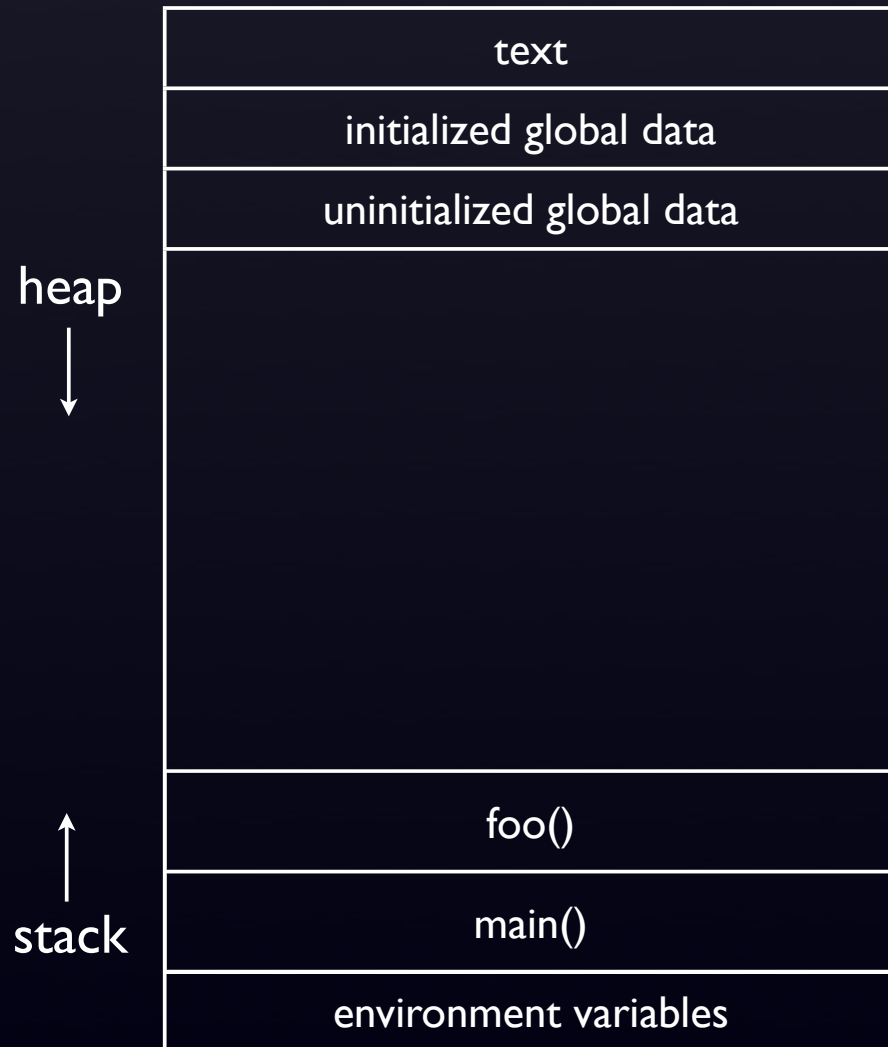 text
initialized global data
uninitialized global data
heap
foo()
main()
stack
environment variables